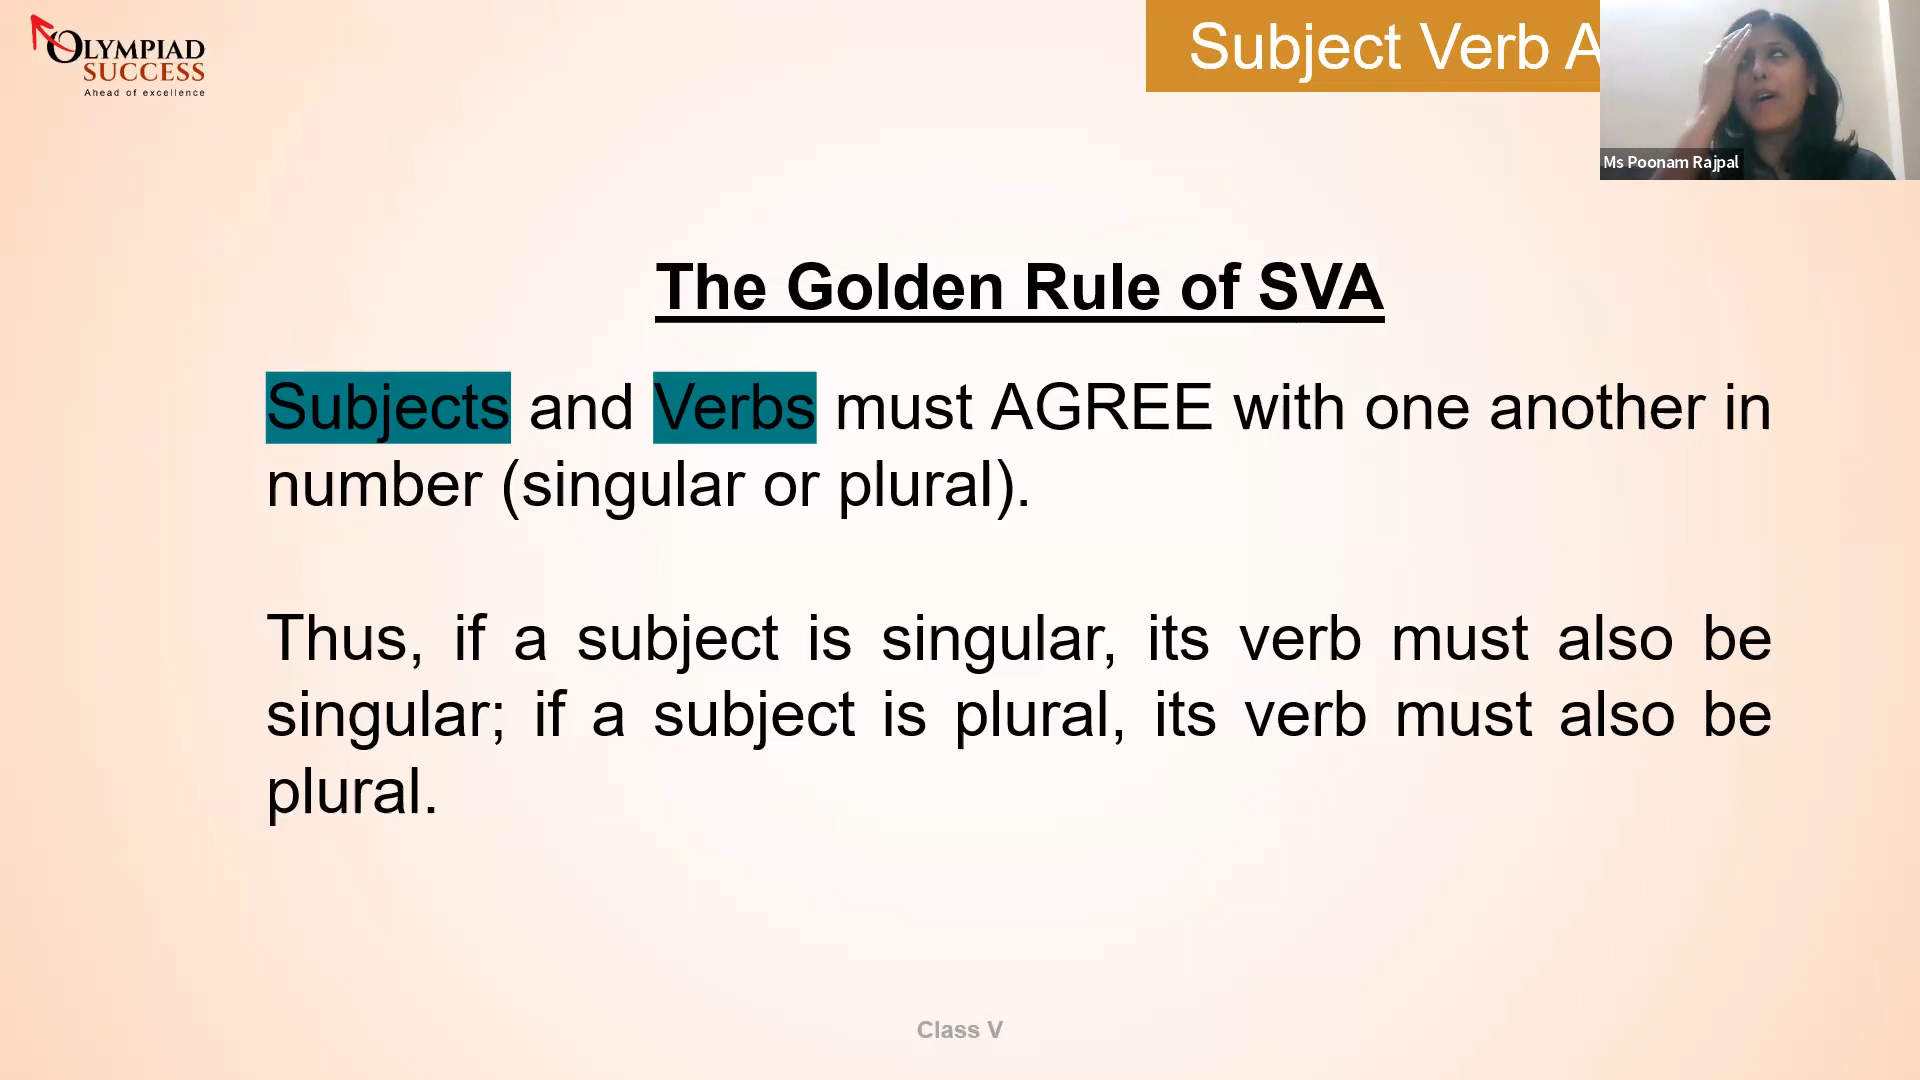 OLYMPIAD
SUCCESS
Ahead of excellence
Subject Verb A
Ms Poonam Rajpal
The Golden Rule of SVA
Subjects and Verbs must AGREE with one another in
number (singular or plural).
Thus, if a subject is singular, its verb must also be
singular; if a subject is plural, its verb must also be
plural.
Class V